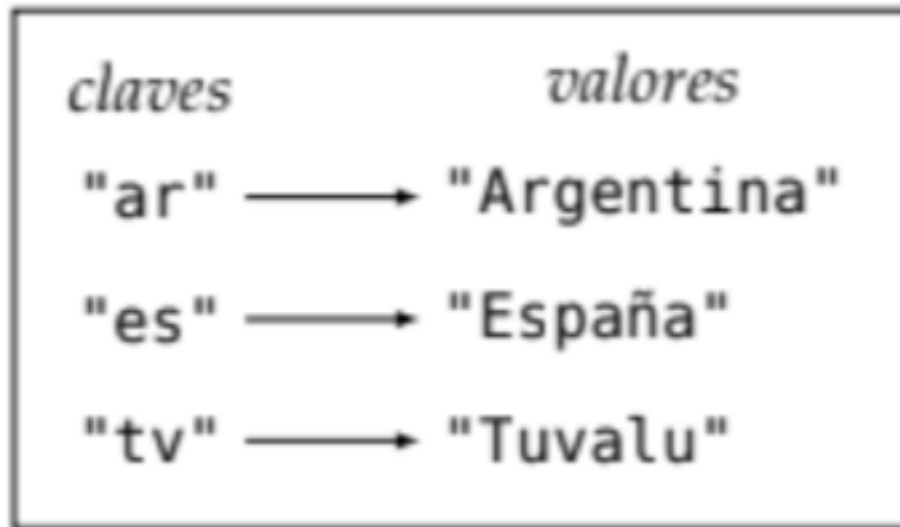 claves valores
"ar" "Argentina"
"es" "España"
"tv" "Tuvalu"